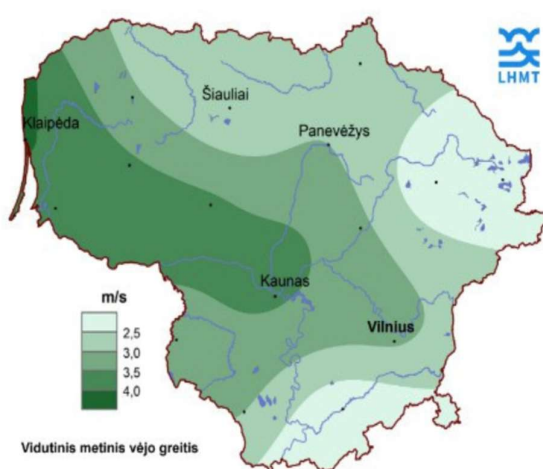 LHMT
Šiauliai
Klaipėda
Panevėžys
Kaunas
Vilnius
m/s
2,5
3,0
3,5
4,0
Vidutinis metinis vėjo greitis